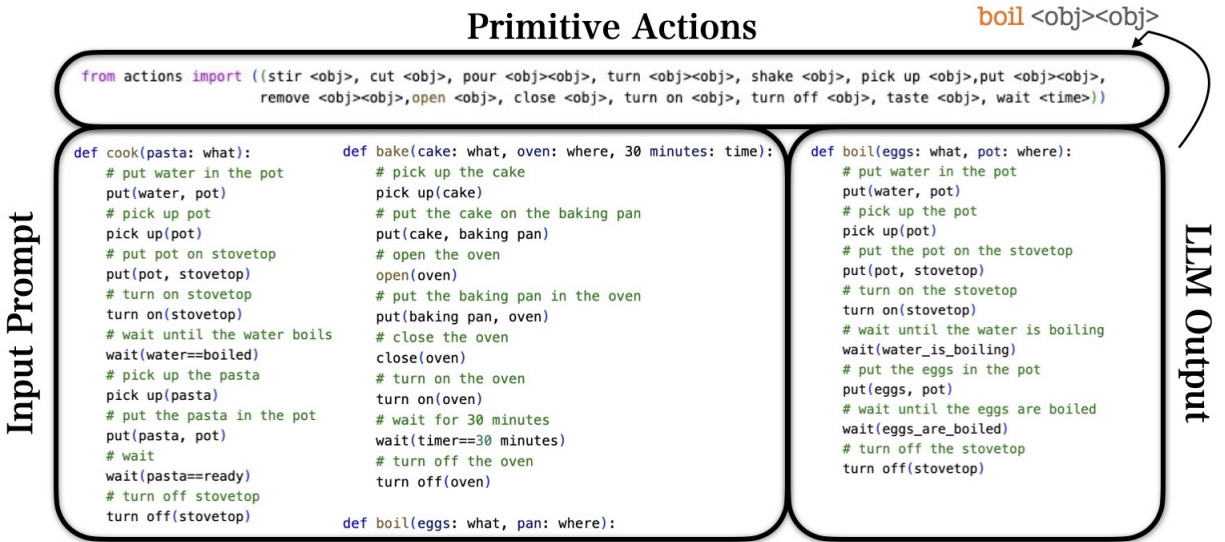 Primitive Actions
boil <obj><obj>
from actions import ((stir <obj>, cut <obj>, pour <obj><obj>, turn <obj><obj>, shake <obj>, pick up <obj>,put <obj><obj>,
remove <obj><obj>,open <obj>, close <obj>, turn on <obj>, turn off <obj>, taste <obj>, wait <time>))
Input Prompt
def cook(pasta: what):
# put water in the pot
put(water, pot)
# pick up pot
pick up(pot)
# put pot on stovetop
put(pot, stovetop)
# turn on stovetop
turn on(stovetop)
# wait until the water boils
wait(water==boiled)
# pick up the pasta
pick up(pasta)
# put the pasta in the pot
put(pasta, pot)
# wait
wait(pasta==ready)
# turn off stovetop
turn off(stovetop)
def bake(cake: what, oven: where, 30 minutes: time):
# pick up the cake
pick up(cake)
# put the cake on the baking pan
put(cake, baking pan)
# open the oven
open(oven)
# put the baking pan in the oven
put(baking pan, oven)
# close the oven
close(oven)
# turn on the oven
turn on(oven)
# wait for 30 minutes
wait(timer==30 minutes)
# turn off the oven
turn off(oven)
def boil(eggs: what, pan: where):
def boil(eggs: what, pot: where):
# put water in the pot
put(water, pot)
# pick up the pot
pick up(pot)
# put the pot on the stovetop
put(pot, stovetop)
# turn on the stovetop
turn on(stovetop)
# wait until the water is boiling
wait(water_is_boiling)
# put the eggs in the pot
put(eggs, pot)
# wait until the eggs are boiled
wait(eggs_are_boiled)
# turn off the stovetop
turn off(stovetop)
LLM Output